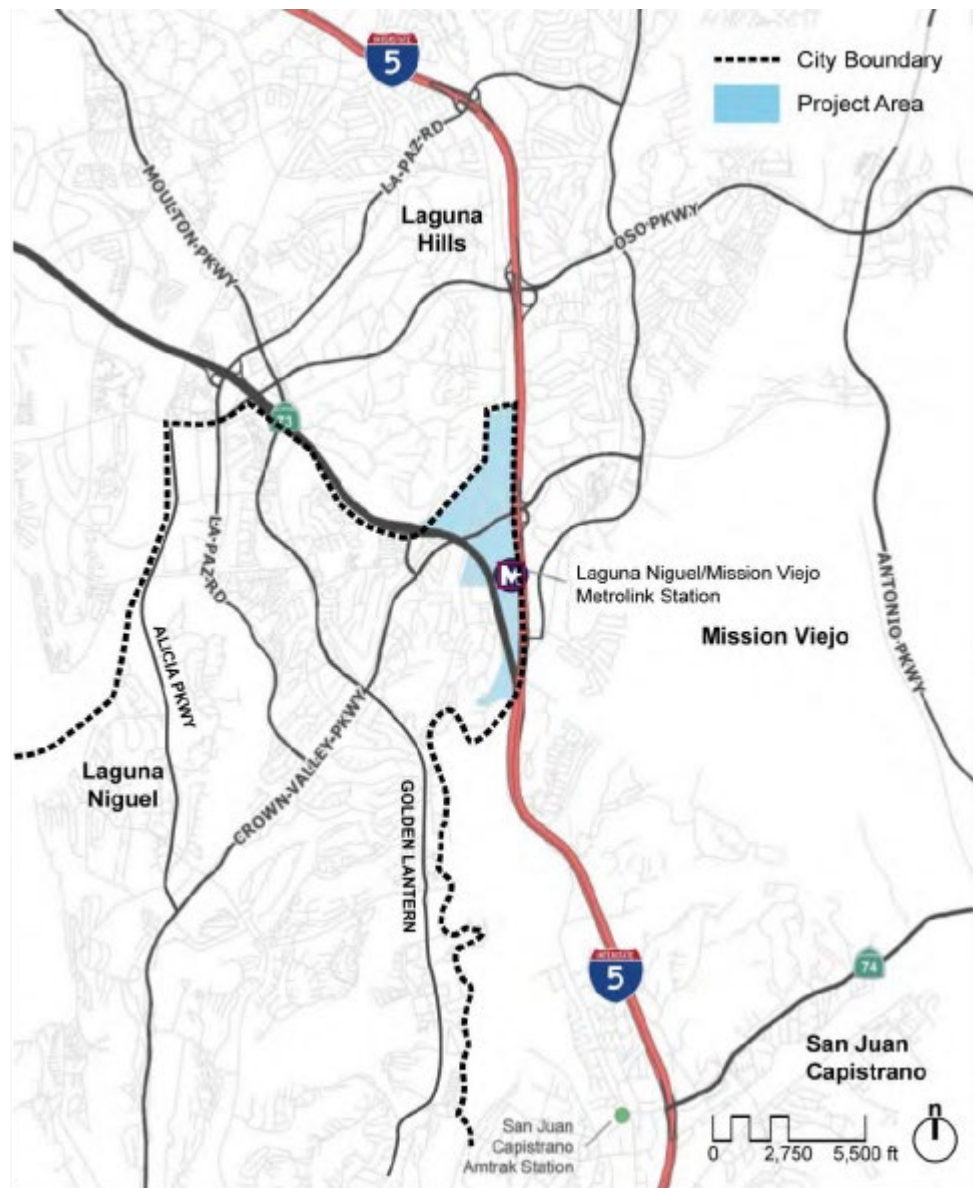 INTERSTATE
5
City Boundary
Project Area
LA-PAZ RD
MOULTON-PKWY
Laguna
Hills
OSO PKWY
73
LA-PAZ RD
Laguna Niguel/Mission Viejo
Metrolink Station
M
Mission Viejo
ANTONIO-PKWY
ALICIA PKWY
CROWN-VALLEY-PKWY
Laguna
Niguel
GOLDEN LANTERN
INTERSTATE
5
74
San Juan
Capistrano
San Juan
Capistrano
Amtrak Station
0 2,750 5,500 ft
n